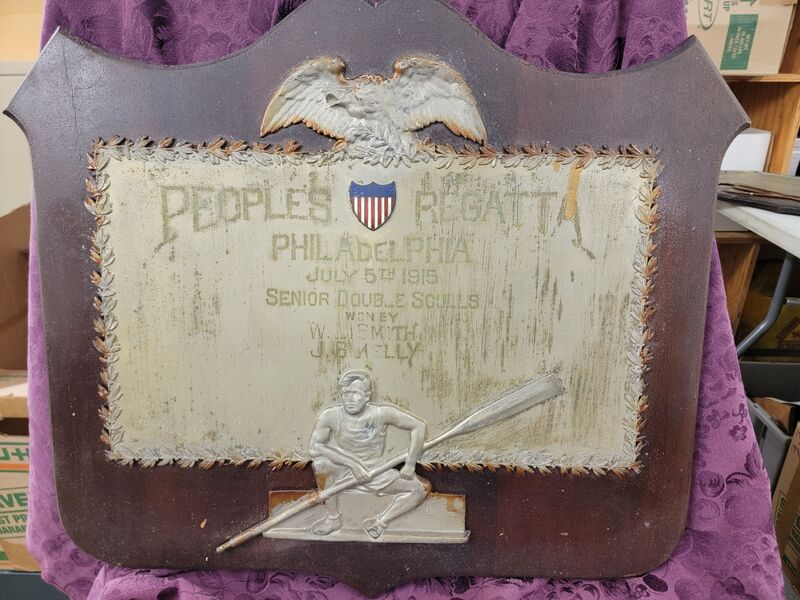 PEOPLE'S REGATTA
PHILADELPHIA
JULY 5TH 1915
SENIOR DOUBLE SCULLS
WON BY
W. SMITH
J. B. KELLY